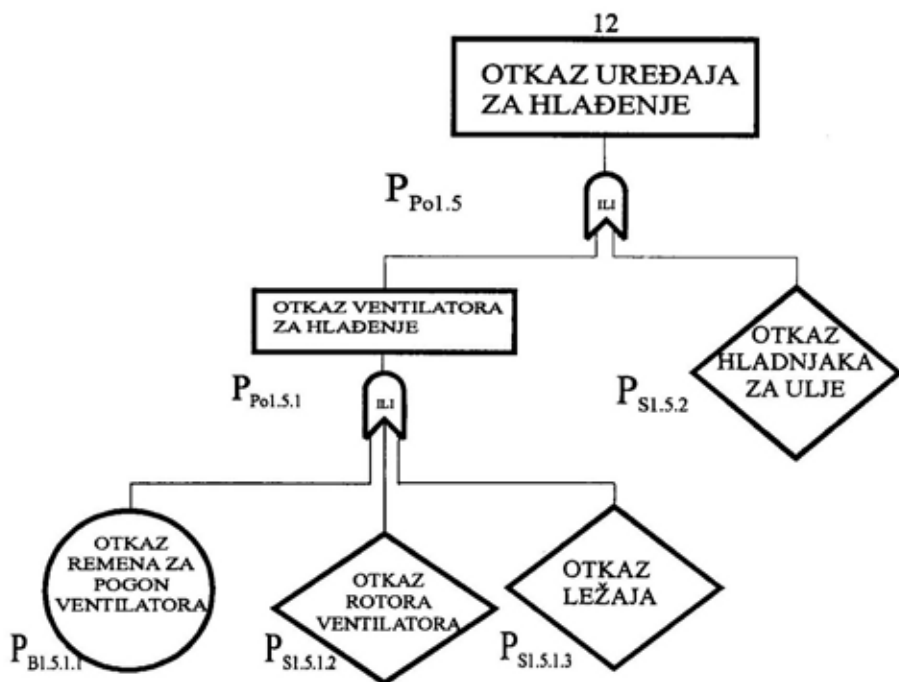 12
OTKAZ UREĐAJA
ZA HLAĐENJE
P_Po1.5
ILI
OTKAZ VENTILATORA
ZA HLAĐENJE
OTKAZ
HLADNJAKA
ZA ULJE
P_Po1.5.1
ILI
P_S1.5.2
OTKAZ
REMENA ZA
POGON
VENTILATORA
OTKAZ
ROTORA
VENTILATORA
OTKAZ
LEŽAJA
P_B1.5.1.1
P_S1.5.1.2
P_S1.5.1.3